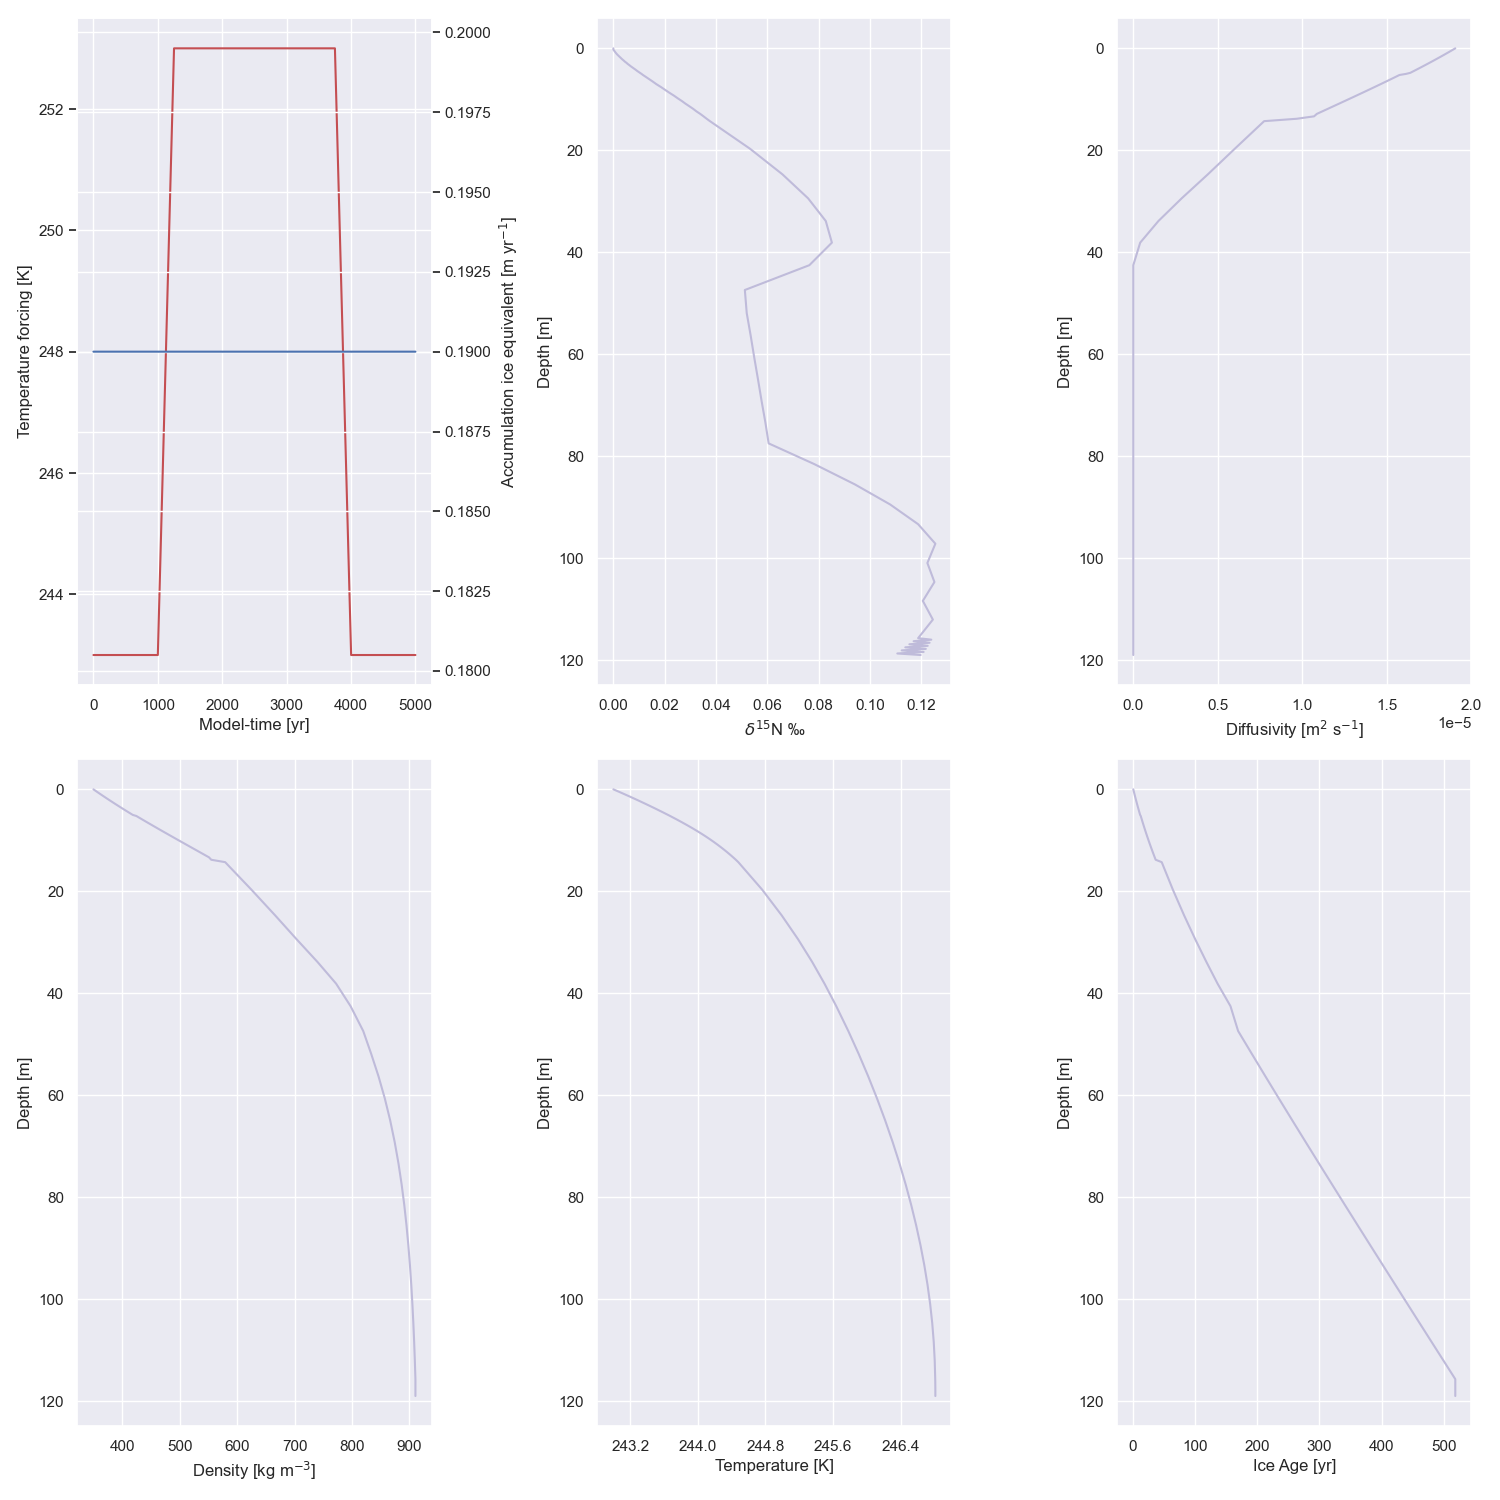 252
250
248
246
244
Temperature forcing [K]
0 1000 2000 3000 4000 5000
Model-time [yr]
0.2000
0.1975
0.1950
0.1925
0.1900
0.1875
0.1850
0.1825
0.1800
Accumulation ice equivalent [m yr⁻¹]
0
20
40
60
80
100
120
Depth [m]
0.00 0.02 0.04 0.06 0.08 0.10 0.12
δ¹⁵N ‰
0
20
40
60
80
100
120
Depth [m]
0.0 0.5 1.0 1.5 2.0
1e−5
Diffusivity [m² s⁻¹]
0
20
40
60
80
100
120
Depth [m]
400 500 600 700 800 900
Density [kg m⁻³]
0
20
40
60
80
100
120
Depth [m]
243.2 244.0 244.8 245.6 246.4
Temperature [K]
0
20
40
60
80
100
120
Depth [m]
0 100 200 300 400 500
Ice Age [yr]